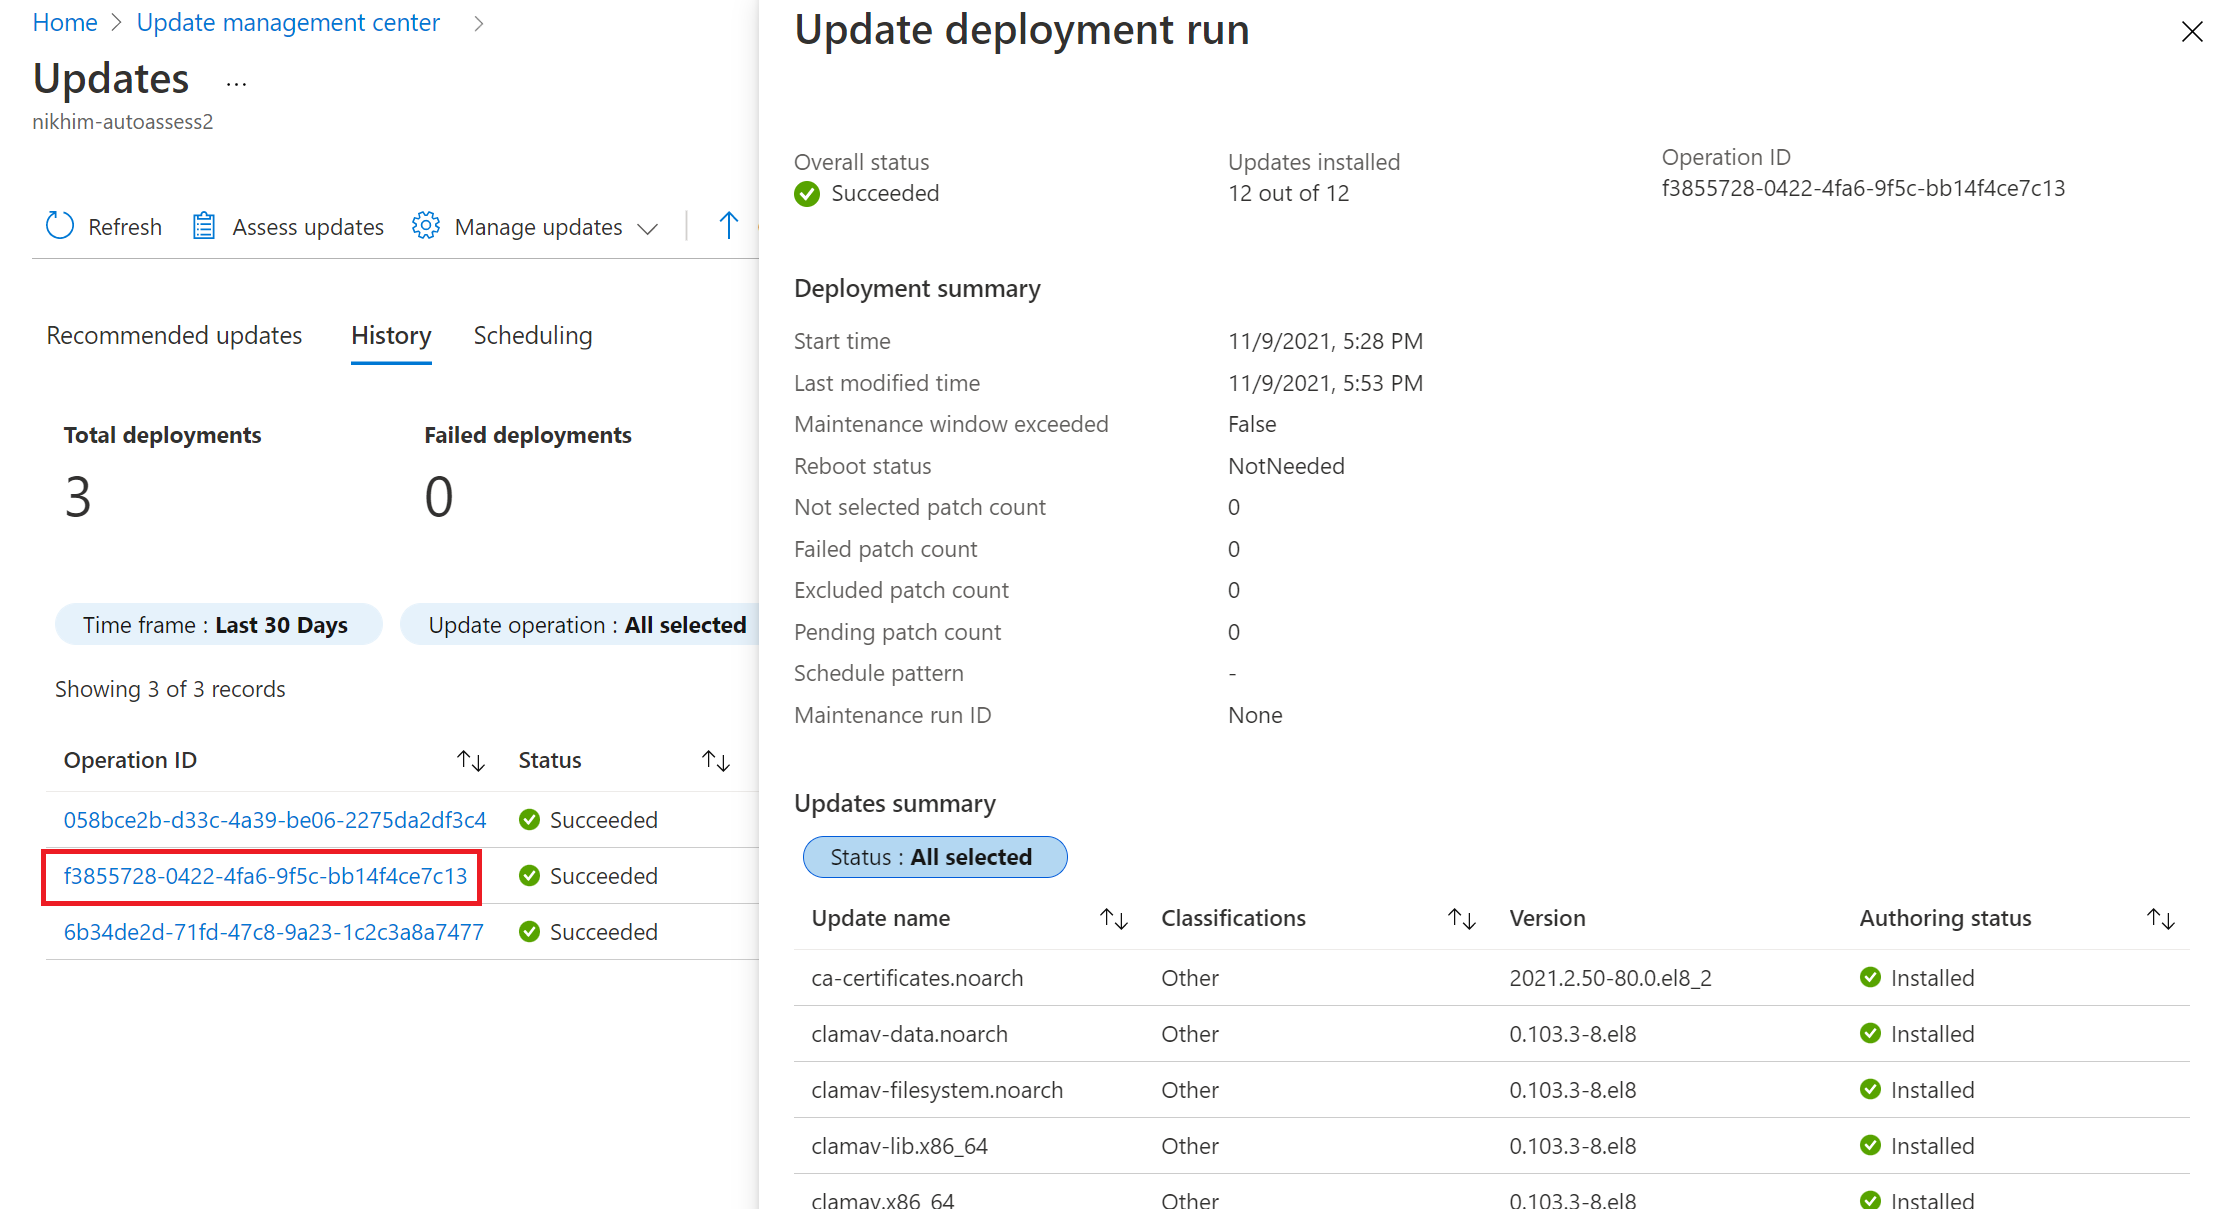 Home > Update management center >
Updates ...
nikhim-autoassess2
Refresh Assess updates Manage updates
Recommended updates History Scheduling
Total deployments Failed deployments
3 0
Time frame : Last 30 Days Update operation : All selected
Showing 3 of 3 records
Operation ID Status
058bce2b-d33c-4a39-be06-2275da2df3c4 Succeeded
f3855728-0422-4fa6-9f5c-bb14f4ce7c13 Succeeded
6b34de2d-71fd-47c8-9a23-1c2c3a8a7477 Succeeded
Update deployment run
Overall status Updates installed Operation ID
Succeeded 12 out of 12 f3855728-0422-4fa6-9f5c-bb14f4ce7c13
Deployment summary
Start time 11/9/2021, 5:28 PM
Last modified time 11/9/2021, 5:53 PM
Maintenance window exceeded False
Reboot status NotNeeded
Not selected patch count 0
Failed patch count 0
Excluded patch count 0
Pending patch count 0
Schedule pattern -
Maintenance run ID None
Updates summary
Status : All selected
Update name Classifications Version Authoring status
ca-certificates.noarch Other 2021.2.50-80.0.el8_2 Installed
clamav-data.noarch Other 0.103.3-8.el8 Installed
clamav-filesystem.noarch Other 0.103.3-8.el8 Installed
clamav-lib.x86_64 Other 0.103.3-8.el8 Installed
clamav.x86_64 Other 0.103.3-8.el8 Installed